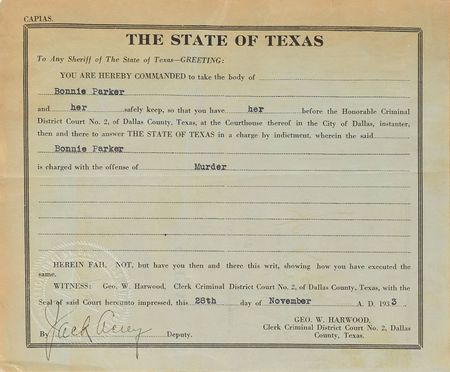 CAPIAS.
THE STATE OF TEXAS
To Any Sheriff of The State of Texas—GREETING:
YOU ARE HEREBY COMMANDED to take the body of
Bonnie Parker
and her safely keep, so that you have her before the Honorable Criminal
District Court No. 2, of Dallas County, Texas, at the Courthouse thereof in the City of Dallas, instanter,
then and there to answer THE STATE OF TEXAS in a charge by indictment, wherein the said
Bonnie Parker
is charged with the offense of Murder
HEREIN FAIL NOT, but have you then and there this writ, showing how you have executed the
same.
WITNESS: Geo. W. Harwood, Clerk Criminal District Court No. 2, of Dallas County, Texas, with the
Seal of said Court hereunto impressed, this 28th day of November A. D. 1933.
GEO. W. HARWOOD,
Clerk Criminal District Court No. 2, Dallas
County, Texas.
By Jack Acrey Deputy.